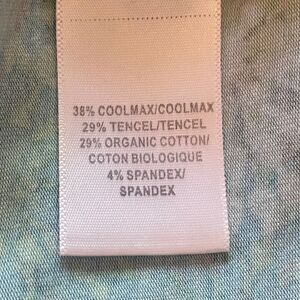 38% COOLMAX/COOLMAX
29% TENCEL/TENCEL
29% ORGANIC COTTON/
COTON BIOLOGIQUE
4% SPANDEX/
SPANDEX